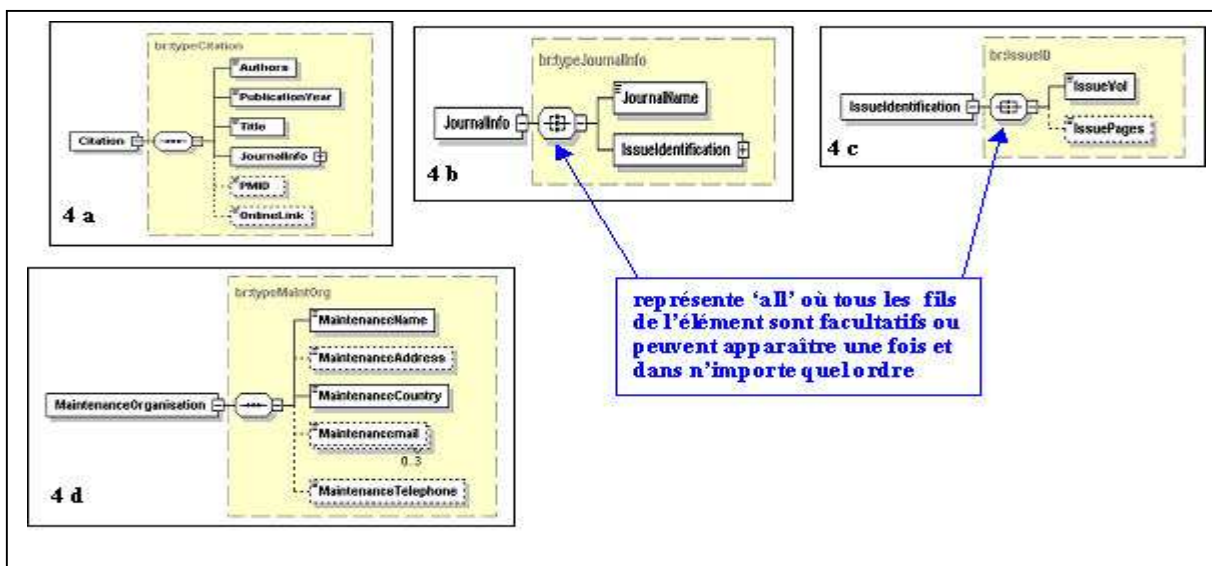 br:typeCitation
Authors
PublicationYear
Title
Citation
JournalInfo
PMID
OnlineLink
4 a
br:typeJournalInfo
JournalName
JournalInfo
IssueIdentification
4 b
br:IssueID
IssueVol
IssueIdentification
IssuePages
4 c
représente ‘all’ où tous les fils
de l’élément sont facultatifs ou
peuvent apparaître une fois et
dans n’importe quel ordre
br:typeMaintOrg
MaintenanceName
MaintenanceAddress
MaintenanceOrganisation
MaintenanceCountry
Maintenancemail
0..3
MaintenanceTelephone
4 d